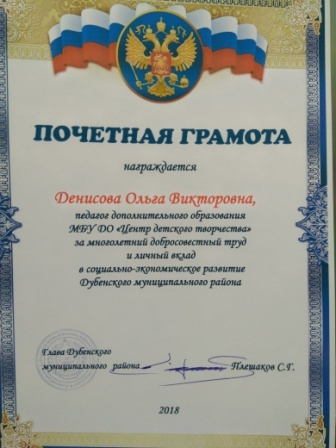 ПОЧЕТНАЯ ГРАМОТА
награждается
Денисова Ольга Викторовна,
педагог дополнительного образования
МБУ ДО «Центр детского творчества»
за многолетний добросовестный труд
и личный вклад
в социально-экономическое развитие
Дубенского муниципального района
Глава Дубенского
муниципального района Плешаков С.Г.
2018